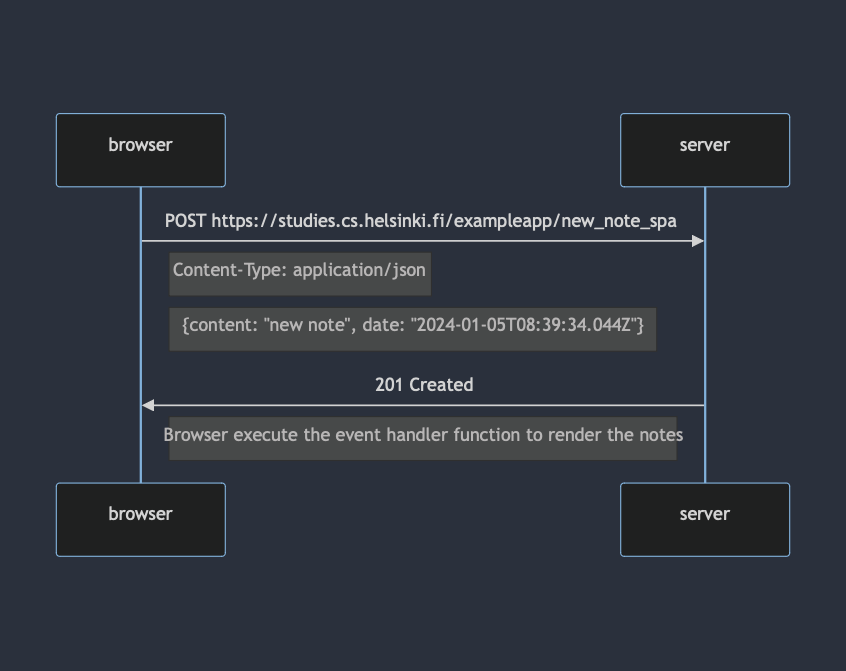 browser
server
POST https://studies.cs.helsinki.fi/exampleapp/new_note_spa
Content-Type: application/json
{content: "new note", date: "2024-01-05T08:39:34.044Z"}
201 Created
Browser execute the event handler function to render the notes
browser
server